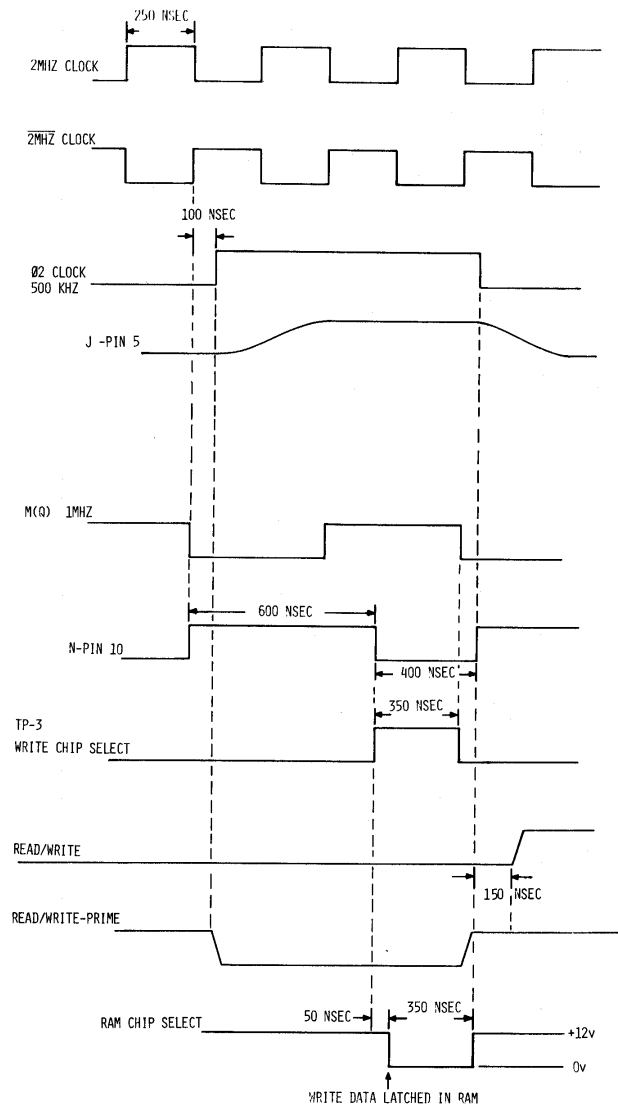 250 NSEC
2MHZ CLOCK
2MHZ CLOCK
100 NSEC
Ø2 CLOCK
500 KHZ
J -PIN 5
M(Q) 1MHZ
600 NSEC
N-PIN 10
400 NSEC
350 NSEC
TP-3
WRITE CHIP SELECT
READ/WRITE
150 NSEC
READ/WRITE-PRIME
50 NSEC 350 NSEC
RAM CHIP SELECT
+12v
0v
WRITE DATA LATCHED IN RAM